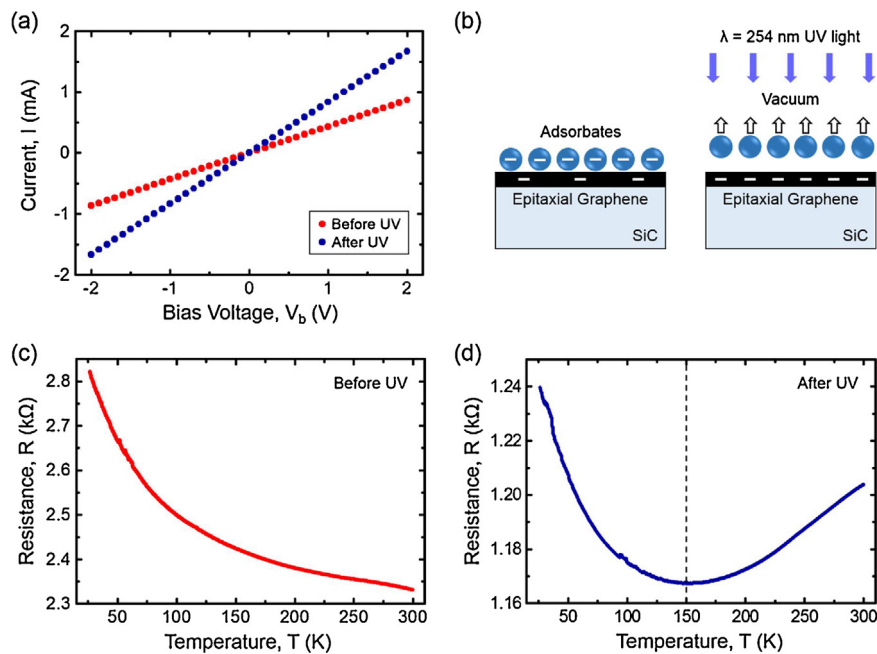 (a)
Current, I (mA)
2
1
0
-1
-2
-2
-1
0
1
2
Bias Voltage, Vb (V)
Before UV
After UV
(b)
λ = 254 nm UV light
Vacuum
Adsorbates
Epitaxial Graphene
SiC
Epitaxial Graphene
SiC
(c)
Before UV
Resistance, R (kΩ)
2.8
2.7
2.6
2.5
2.4
2.3
50
100
150
200
250
300
Temperature, T (K)
(d)
After UV
Resistance, R (kΩ)
1.24
1.22
1.20
1.18
1.16
50
100
150
200
250
300
Temperature, T (K)